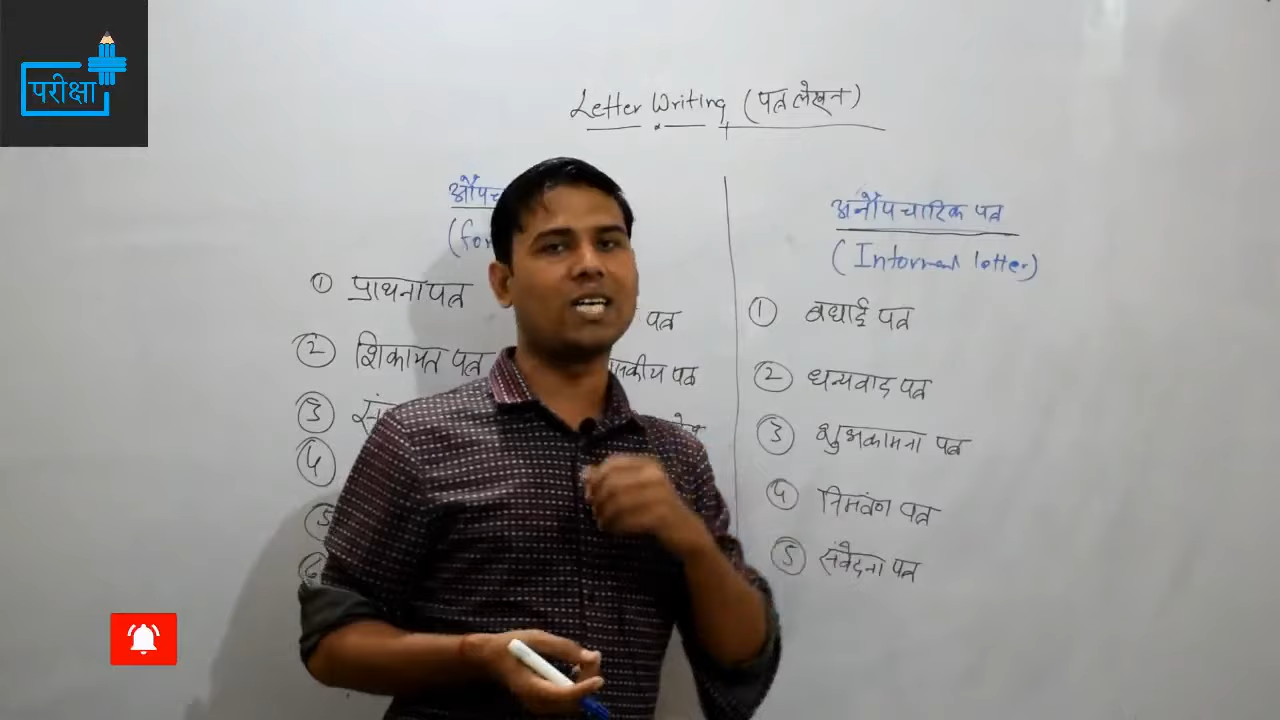 परीक्षा
Letter Writing (पत्र लेखन)
(for
① प्राथनापत्र
② शिकायत पत्र
③
④
⑤
⑥
पत्र
पत्र
अनौपचारिक पत्र
(Informal letter)
① बधाई पत्र
② धन्यवाद पत्र
③ शुभकामना पत्र
④ निमंत्रण पत्र
⑤ संवेदना पत्र